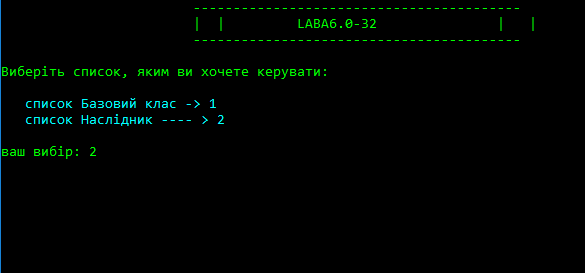 -----------------------------------------
| | LABA6.0-32 | |
-----------------------------------------
Виберіть список, яким ви хочете керувати:
список Базовий клас -> 1
список Наслідник ---- > 2
ваш вибір: 2